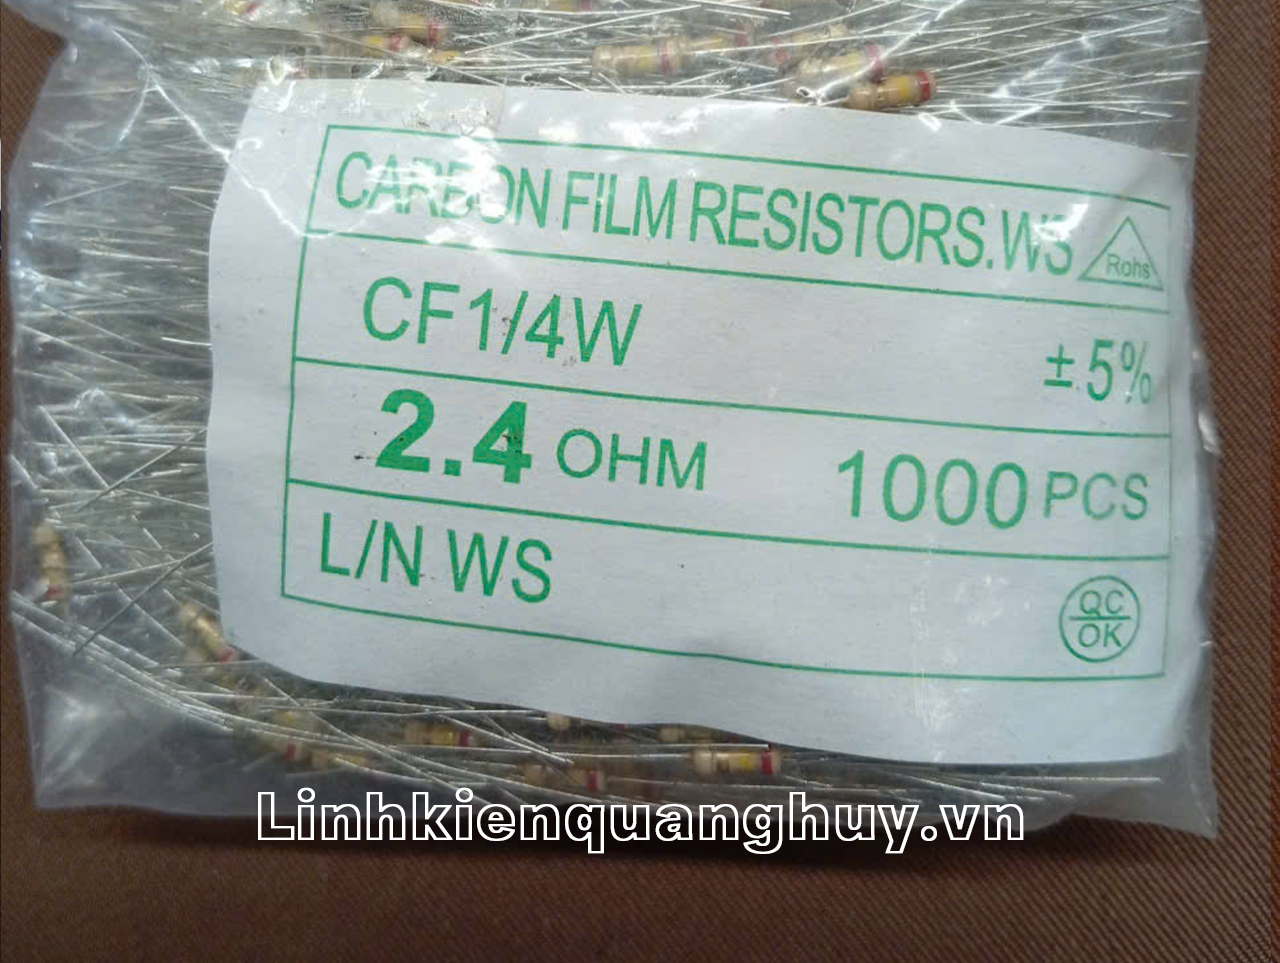 CARBON FILM RESISTORS.WS
Rohs
CF1/4W
±5%
2.4 OHM 1000 PCS
L/N WS
QC
OK
Linhkienquanghuy.vn